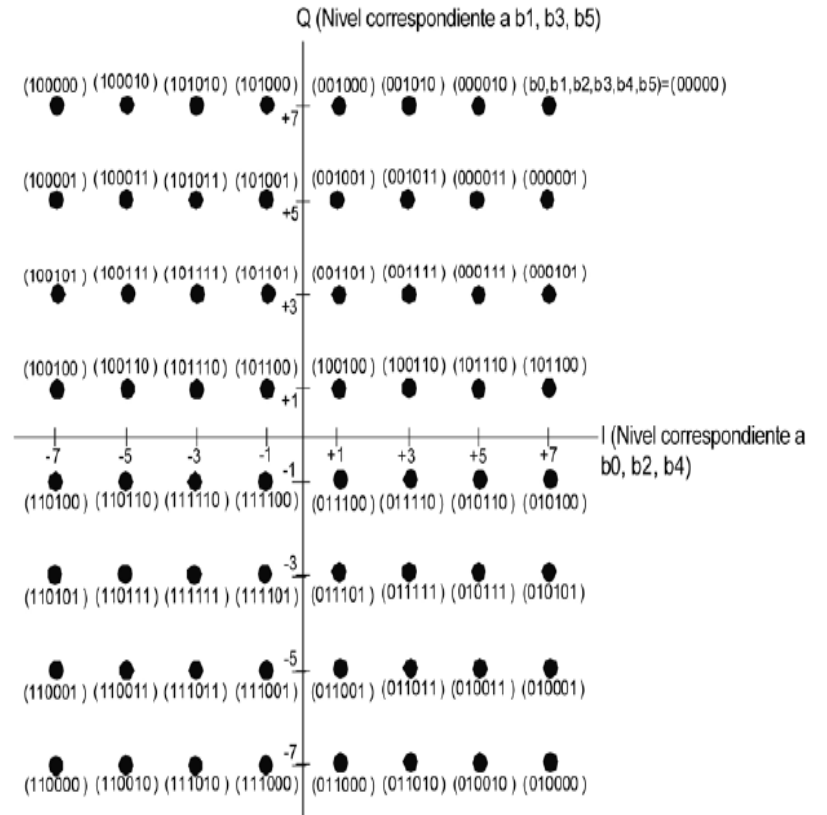 Q (Nivel correspondiente a b1, b3, b5)
(100000) (100010) (101010) (101000) (001000) (001010) (000010) (b0,b1,b2,b3,b4,b5)=(00000)
+7
(100001) (100011) (101011) (101001) (001001) (001011) (000011) (000001)
+5
(100101) (100111) (101111) (101101) (001101) (001111) (000111) (000101)
+3
(100100) (100110) (101110) (101100) (100100) (100110) (101110) (101100)
+1
I (Nivel correspondiente a
b0, b2, b4)
-7 -5 -3 -1 +1 +3 +5 +7
-1
(110100) (110110) (111110) (111100) (011100) (011110) (010110) (010100)
-3
(110101) (110111) (111111) (111101) (011101) (011111) (010111) (010101)
-5
(110001) (110011) (111011) (111001) (011001) (011011) (010011) (010001)
-7
(110000) (110010) (111010) (111000) (011000) (011010) (010010) (010000)